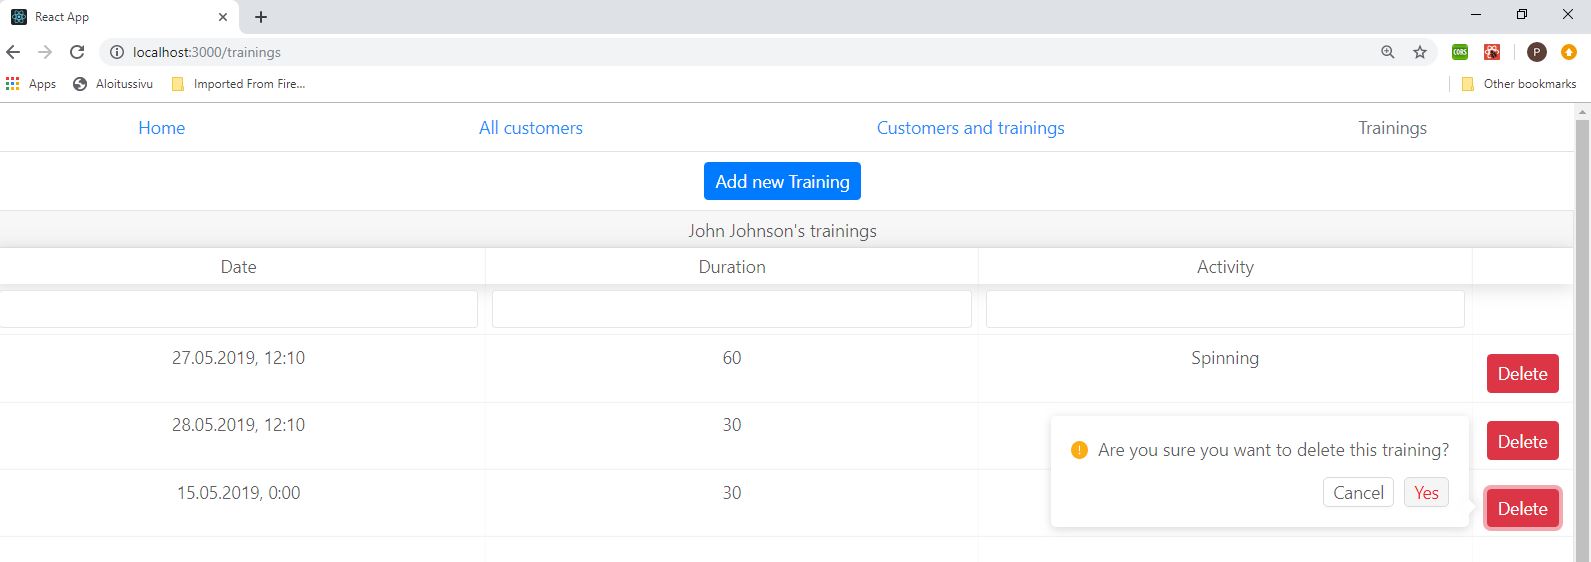 React App
localhost:3000/trainings
CORS
P
Apps Aloitussivu Imported From Fire... Other bookmarks
Home All customers Customers and trainings Trainings
Add new Training
John Johnson's trainings
Date Duration Activity
27.05.2019, 12:10 60 Spinning Delete
28.05.2019, 12:10 30 Delete
Are you sure you want to delete this training?
15.05.2019, 0:00 30 Cancel Yes Delete